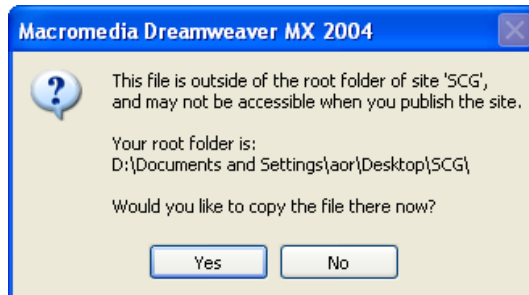 Macromedia Dreamweaver MX 2004
This file is outside of the root folder of site 'SCG',
and may not be accessible when you publish the site.
Your root folder is:
D:\Documents and Settings\aor\Desktop\SCG\
Would you like to copy the file there now?
Yes
No